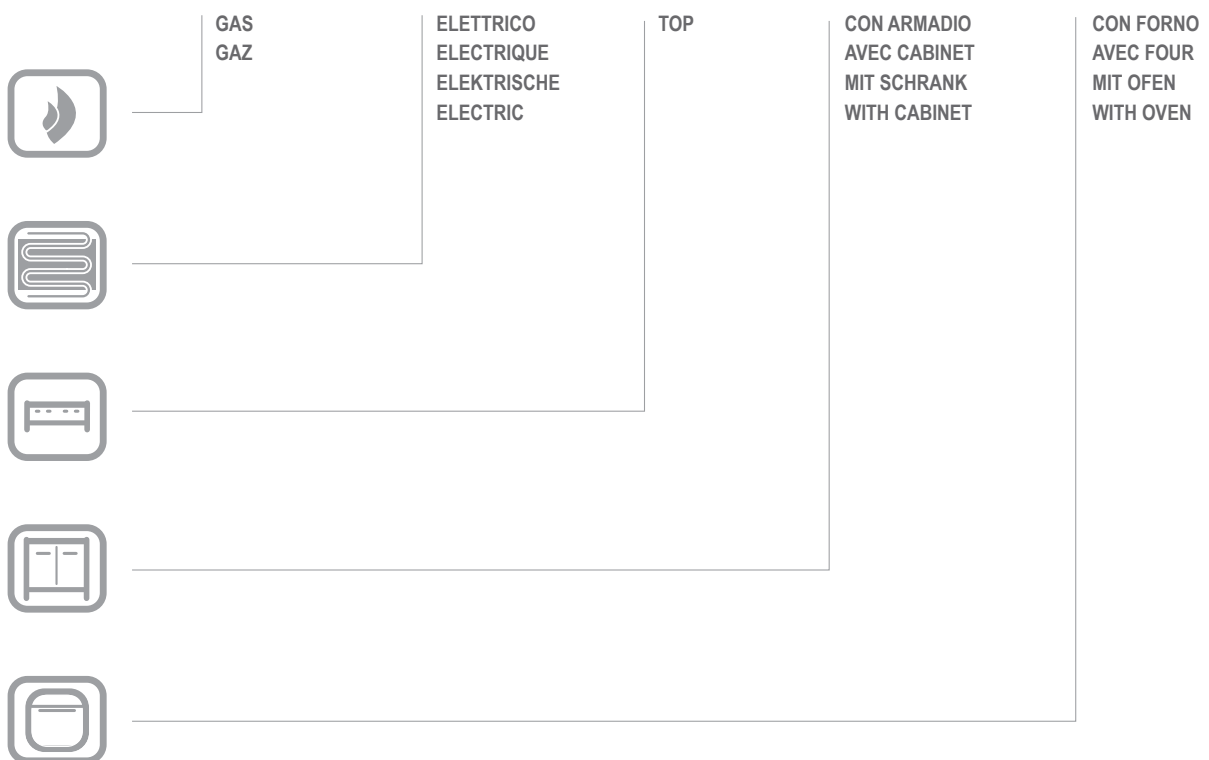 GAS
GAZ
ELETTRICO
ELECTRIQUE
ELEKTRISCHE
ELECTRIC
TOP
CON ARMADIO
AVEC CABINET
MIT SCHRANK
WITH CABINET
CON FORNO
AVEC FOUR
MIT OFEN
WITH OVEN